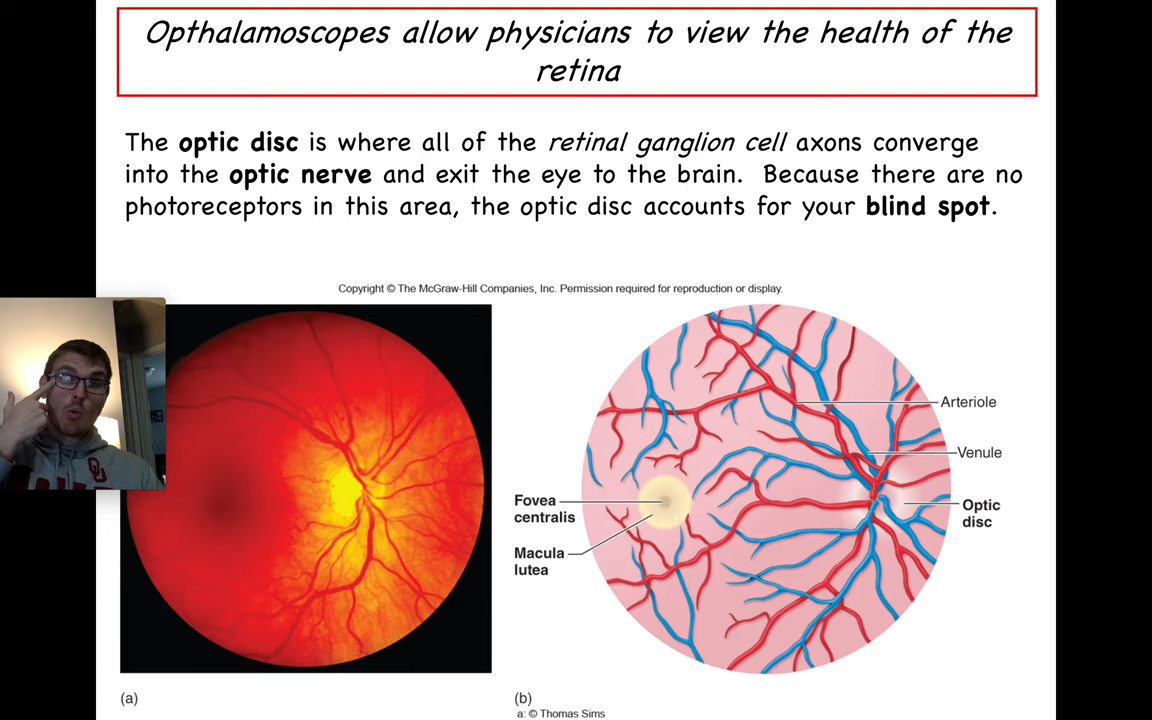 Opthalamoscopes allow physicians to view the health of the
retina
The optic disc is where all of the retinal ganglion cell axons converge
into the optic nerve and exit the eye to the brain. Because there are no
photoreceptors in this area, the optic disc accounts for your blind spot.
Copyright © The McGraw-Hill Companies, Inc. Permission required for reproduction or display.
Arteriole
Venule
Fovea
centralis
Optic
disc
Macula
lutea
(a)
(b)
a: © Thomas Sims